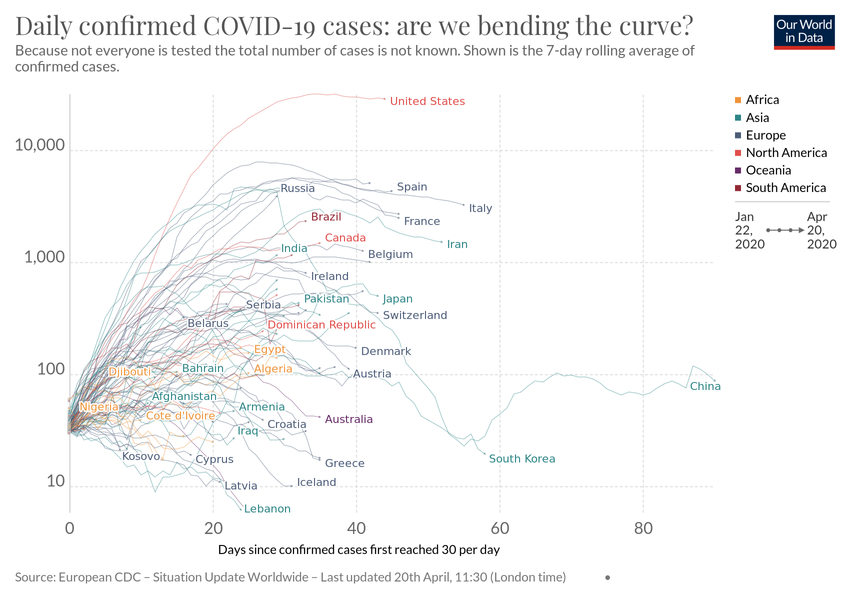 Daily confirmed COVID-19 cases: are we bending the curve?
Because not everyone is tested the total number of cases is not known. Shown is the 7-day rolling average of
confirmed cases.
Our World
in Data
United States
10,000
Russia
Spain
Italy
France
Brazil
Canada
Iran
India
Belgium
1,000
Ireland
Pakistan
Japan
Serbia
Switzerland
Belarus
Dominican Republic
Egypt
Denmark
Algeria
Austria
100
Djibouti
Bahrain
China
Afghanistan
Nigeria
Armenia
Cote d'Ivoire
Australia
Croatia
Iraq
Kosovo
Cyprus
Greece
South Korea
10
Latvia
Iceland
Lebanon
0
20
40
60
80
Days since confirmed cases first reached 30 per day
Africa
Asia
Europe
North America
Oceania
South America
Jan
22,
2020
Apr
20,
2020
Source: European CDC – Situation Update Worldwide – Last updated 20th April, 11:30 (London time)